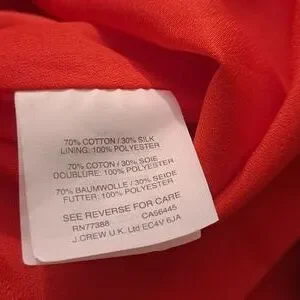 70% COTTON / 30% SILK
LINING: 100% POLYESTER
70% COTON / 30% SOIE
DOUBLURE: 100% POLYESTER
70% BAUMWOLLE / 30% SEIDE
FUTTER: 100% POLYESTER
SEE REVERSE FOR CARE
RN77388 CA56445
J.CREW U.K. Ltd EC4V 6JA